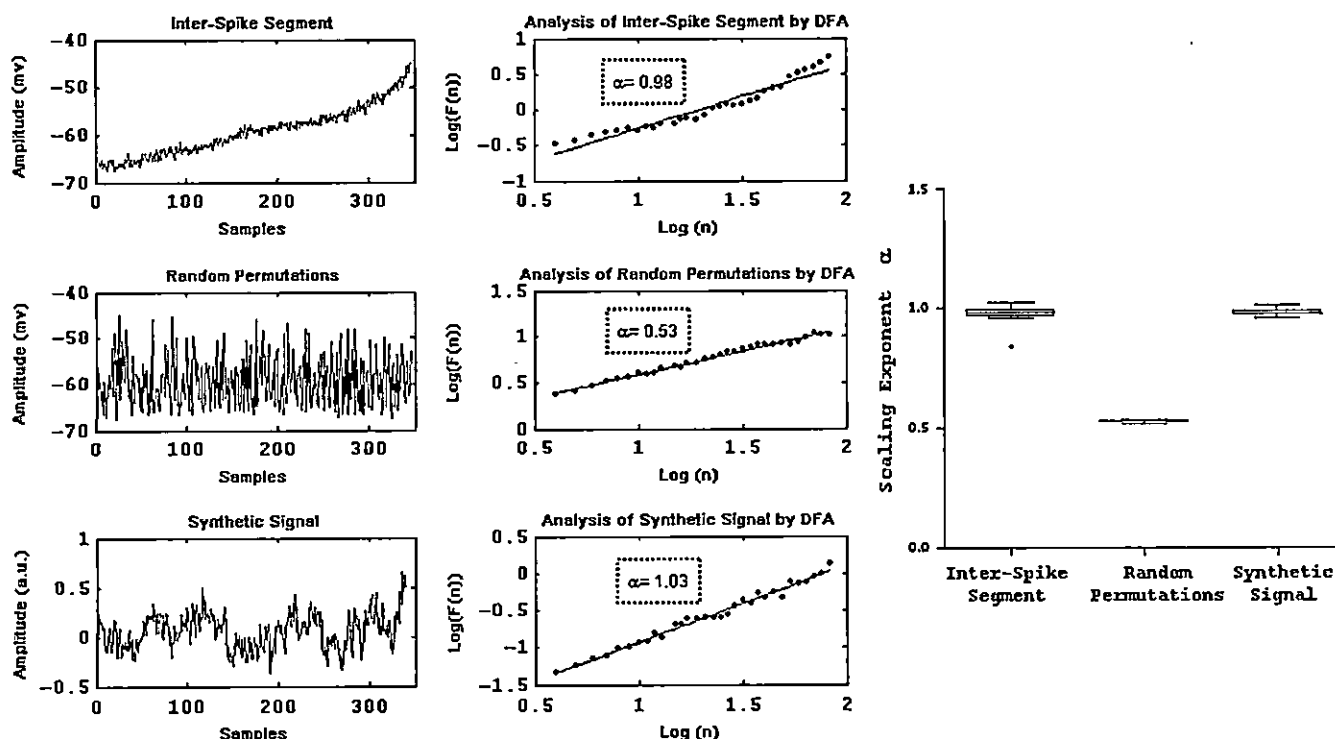 Inter-Spike Segment
Amplitude (mv)
-40
-50
-60
-70
0
100
200
300
Samples
Analysis of Inter-Spike Segment by DFA
α= 0.98
Log(F(n))
1
0.5
0
-0.5
-1
0.5
1
1.5
2
Log (n)
Random Permutations
Amplitude (mv)
-40
-50
-60
-70
0
100
200
300
Samples
Analysis of Random Permutations by DFA
α= 0.53
Log(F(n))
1.5
1
0.5
0
0.5
1
1.5
2
Log (n)
Synthetic Signal
Amplitude (a.u.)
1
0.5
0
-0.5
0
100
200
300
Samples
Analysis of Synthetic Signal by DFA
α= 1.03
Log(F(n))
0.5
0
-0.5
-1
-1.5
0.5
1
1.5
2
Log (n)
Scaling Exponent α
1.5
1.0
0.5
0.0
Inter-Spike
Segment
Random
Permutations
Synthetic
Signal